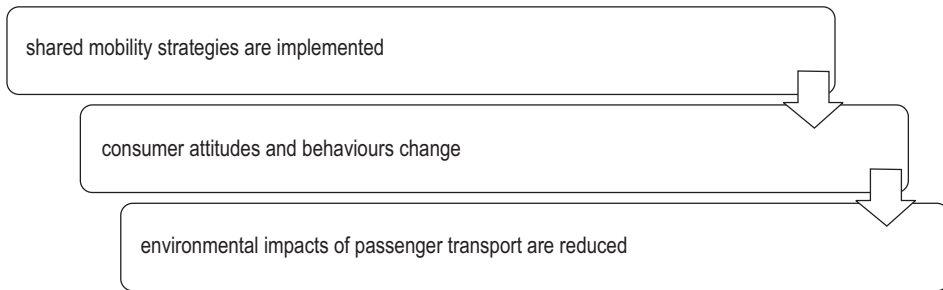 shared mobility strategies are implemented
consumer attitudes and behaviours change
environmental impacts of passenger transport are reduced